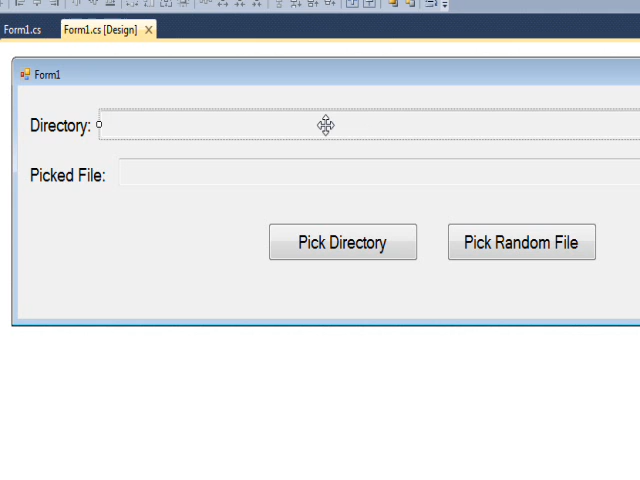 Form1.cs
Form1.cs [Design]
Form1
Directory:
Picked File:
Pick Directory
Pick Random File